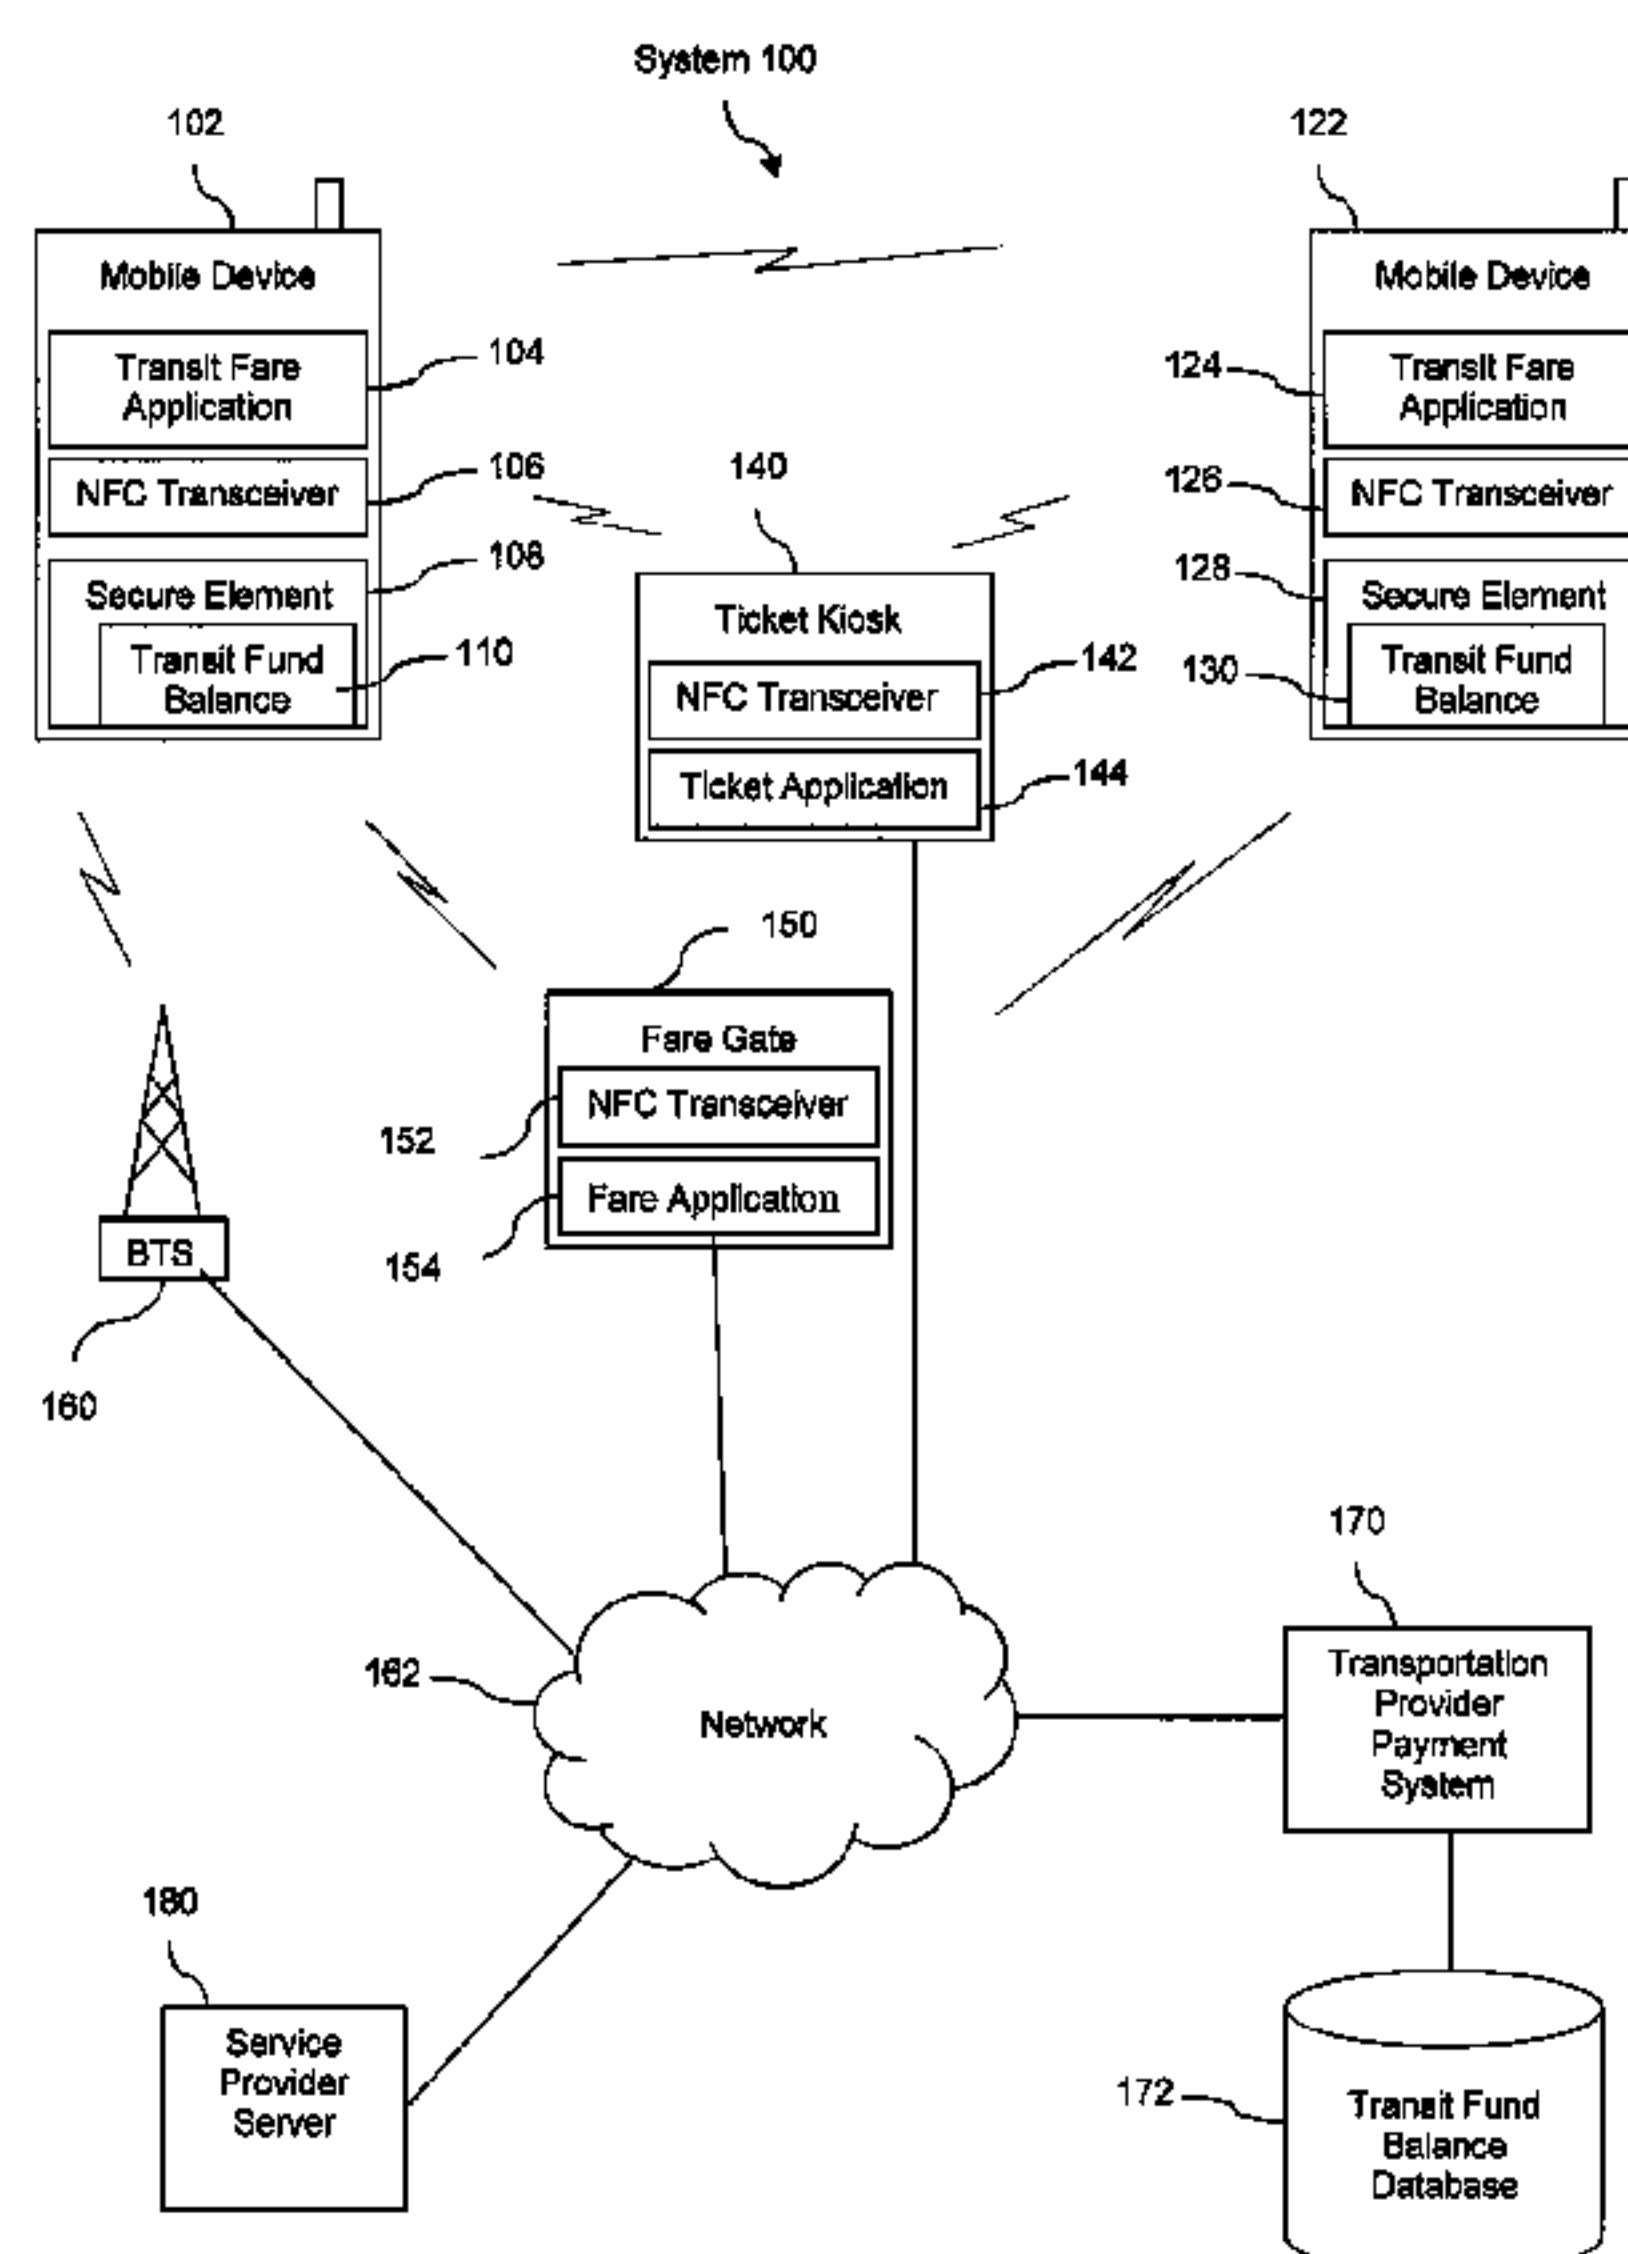 System 100
102
122
Mobile Device
Transit Fare
Application
104
NFC Transceiver
106
Secure Element
108
Transit Fund
Balance
110
Mobile Device
124
Transit Fare
Application
126
NFC Transceiver
128
Secure Element
130
Transit Fund
Balance
140
Ticket Kiosk
NFC Transceiver
142
Ticket Application
144
150
Fare Gate
NFC Transceiver
152
Fare Application
154
BTS
160
162
Network
170
Transportation
Provider
Payment
System
180
Service
Provider
Server
172
Transit Fund
Balance
Database